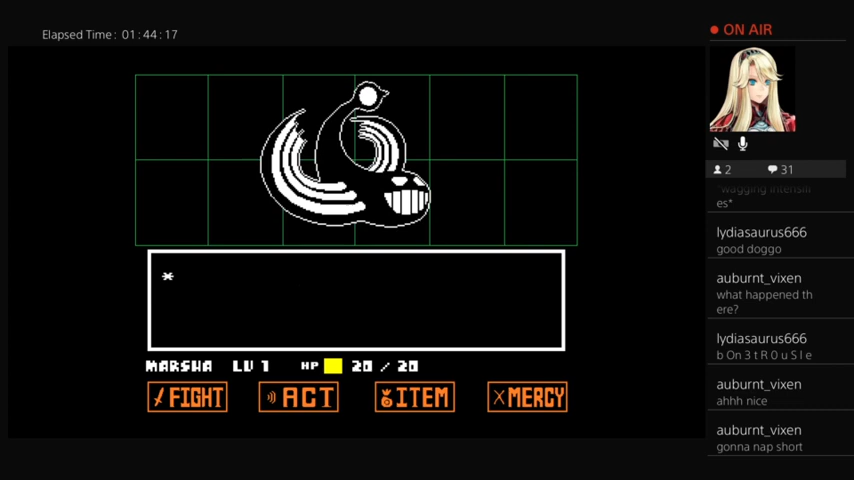 Elapsed Time: 01:44:17
ON AIR
2 31
*wagging intensifi
es*
lydiasaurus666
good doggo
auburnt_vixen
what happened th
ere?
lydiasaurus666
b On 3 t R 0 u S l e
auburnt_vixen
ahhh nice
auburnt_vixen
gonna nap short
*
MARSHA LV 1 HP 20 / 20
FIGHT ACT ITEM MERCY